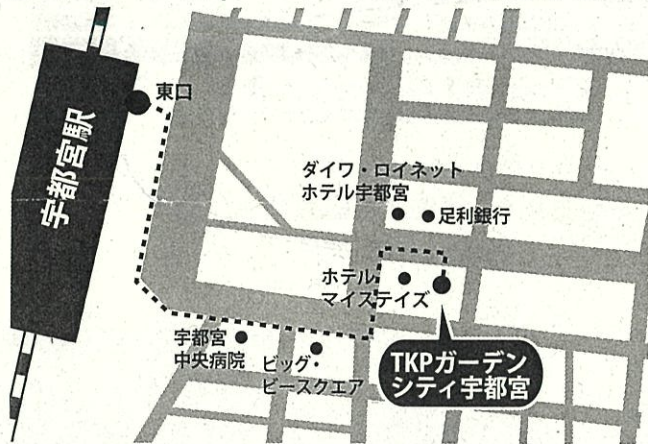 東口
宇都宮駅
ダイワ・ロイネット
ホテル宇都宮
足利銀行
ホテル
マイステイズ
宇都宮
中央病院
ビッグ・
ビースクエア
TKPガーデン
シティ宇都宮